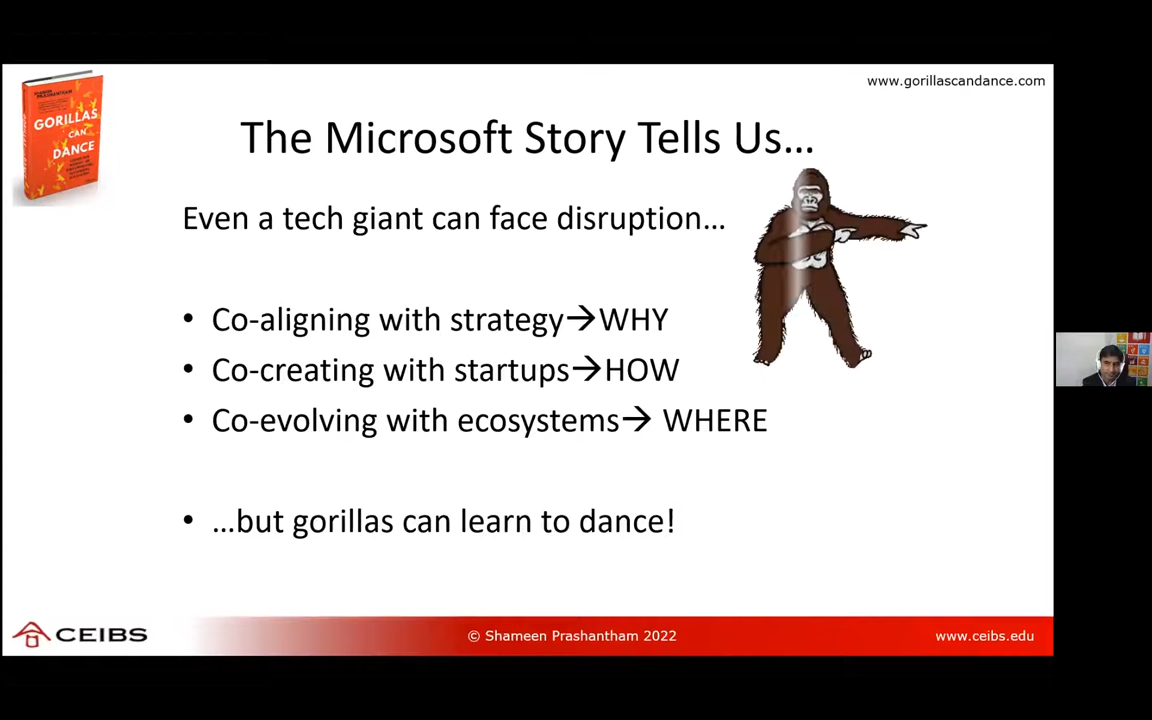 www.gorillascandance.com
GORILLAS
CAN
DANCE
The Microsoft Story Tells Us…
Even a tech giant can face disruption…
• Co-aligning with strategy→WHY
• Co-creating with startups→HOW
• Co-evolving with ecosystems→ WHERE
• …but gorillas can learn to dance!
CEIBS
© Shameen Prashantham 2022
www.ceibs.edu